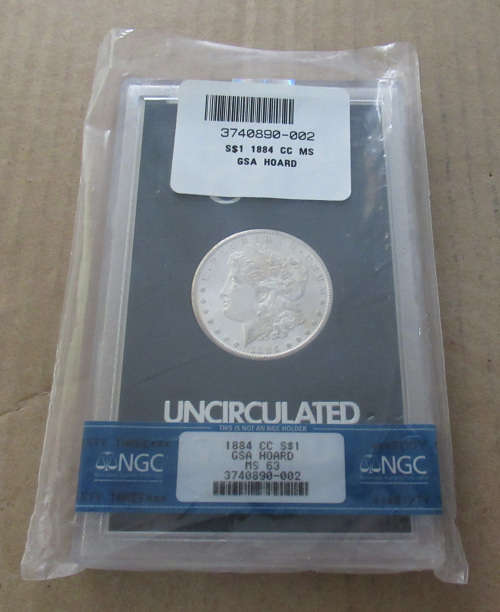 3740890-002
S$1 1884 CC MS
GSA HOARD
UNCIRCULATED
THIS IS NOT AN NGC HOLDER
NGC
1884 CC S$1
GSA HOARD
MS 63
3740890-002
NGC